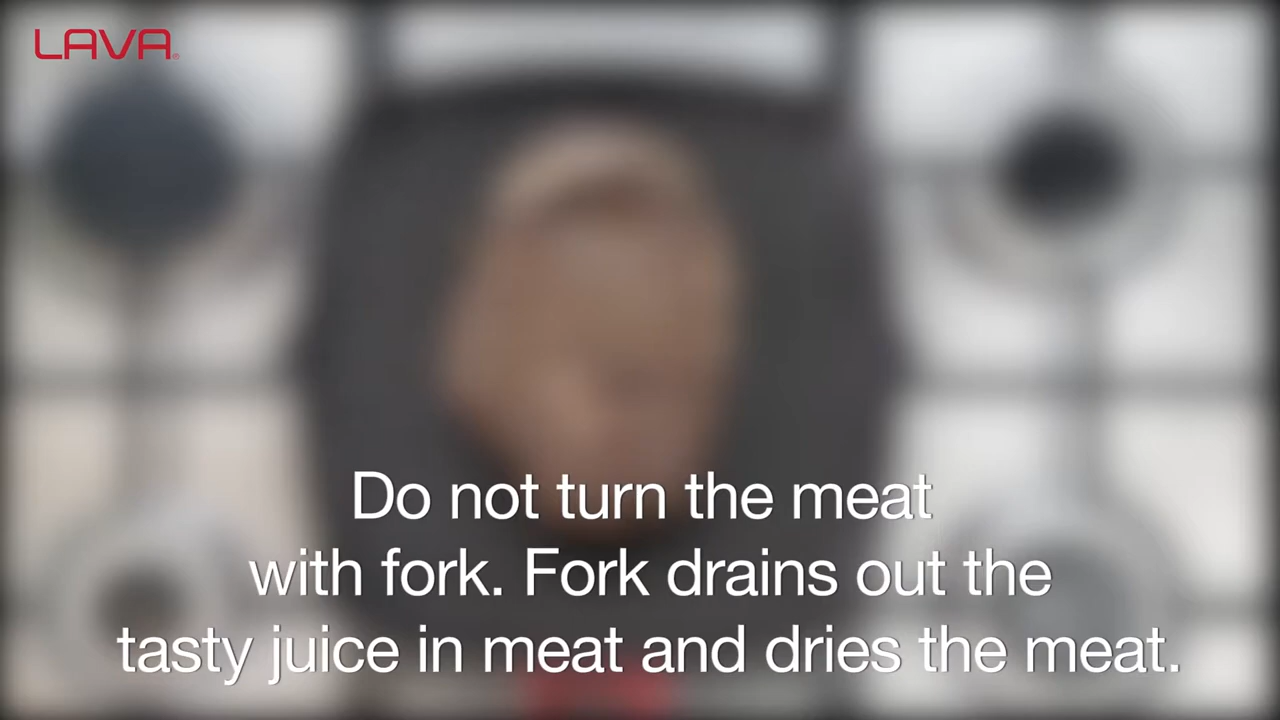 LAVA®
Do not turn the meat
with fork. Fork drains out the
tasty juice in meat and dries the meat.